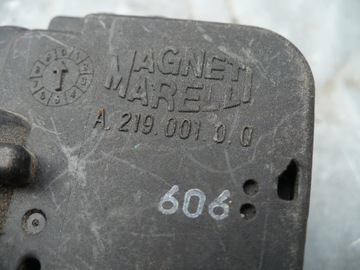 T
MAGNETI
MARELLI
A. 219.001.0.0
606